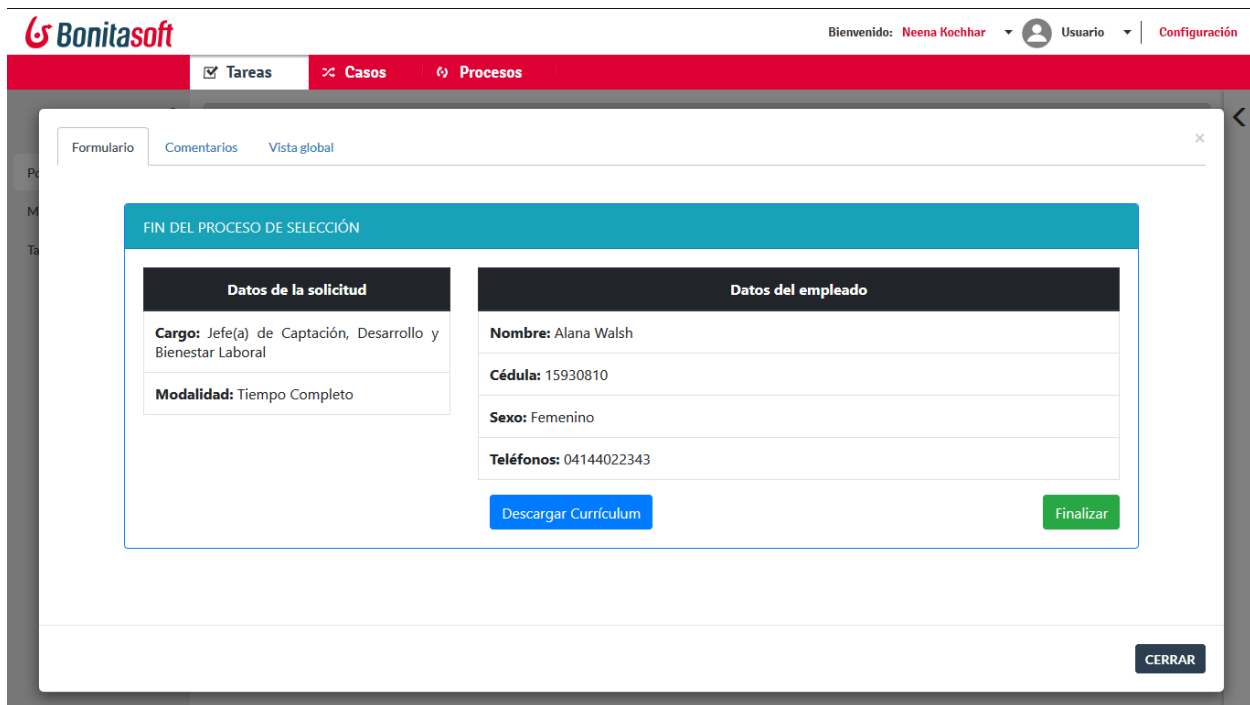 Bonitasoft
Bienvenido: Neena Kochhar Usuario Configuración
Tareas Casos Procesos
Formulario Comentarios Vista global ×
Po
M
Ta
FIN DEL PROCESO DE SELECCIÓN
Datos de la solicitud
Cargo: Jefe(a) de Captación, Desarrollo y
Bienestar Laboral
Modalidad: Tiempo Completo
Datos del empleado
Nombre: Alana Walsh
Cédula: 15930810
Sexo: Femenino
Teléfonos: 04144022343
Descargar Currículum Finalizar
CERRAR